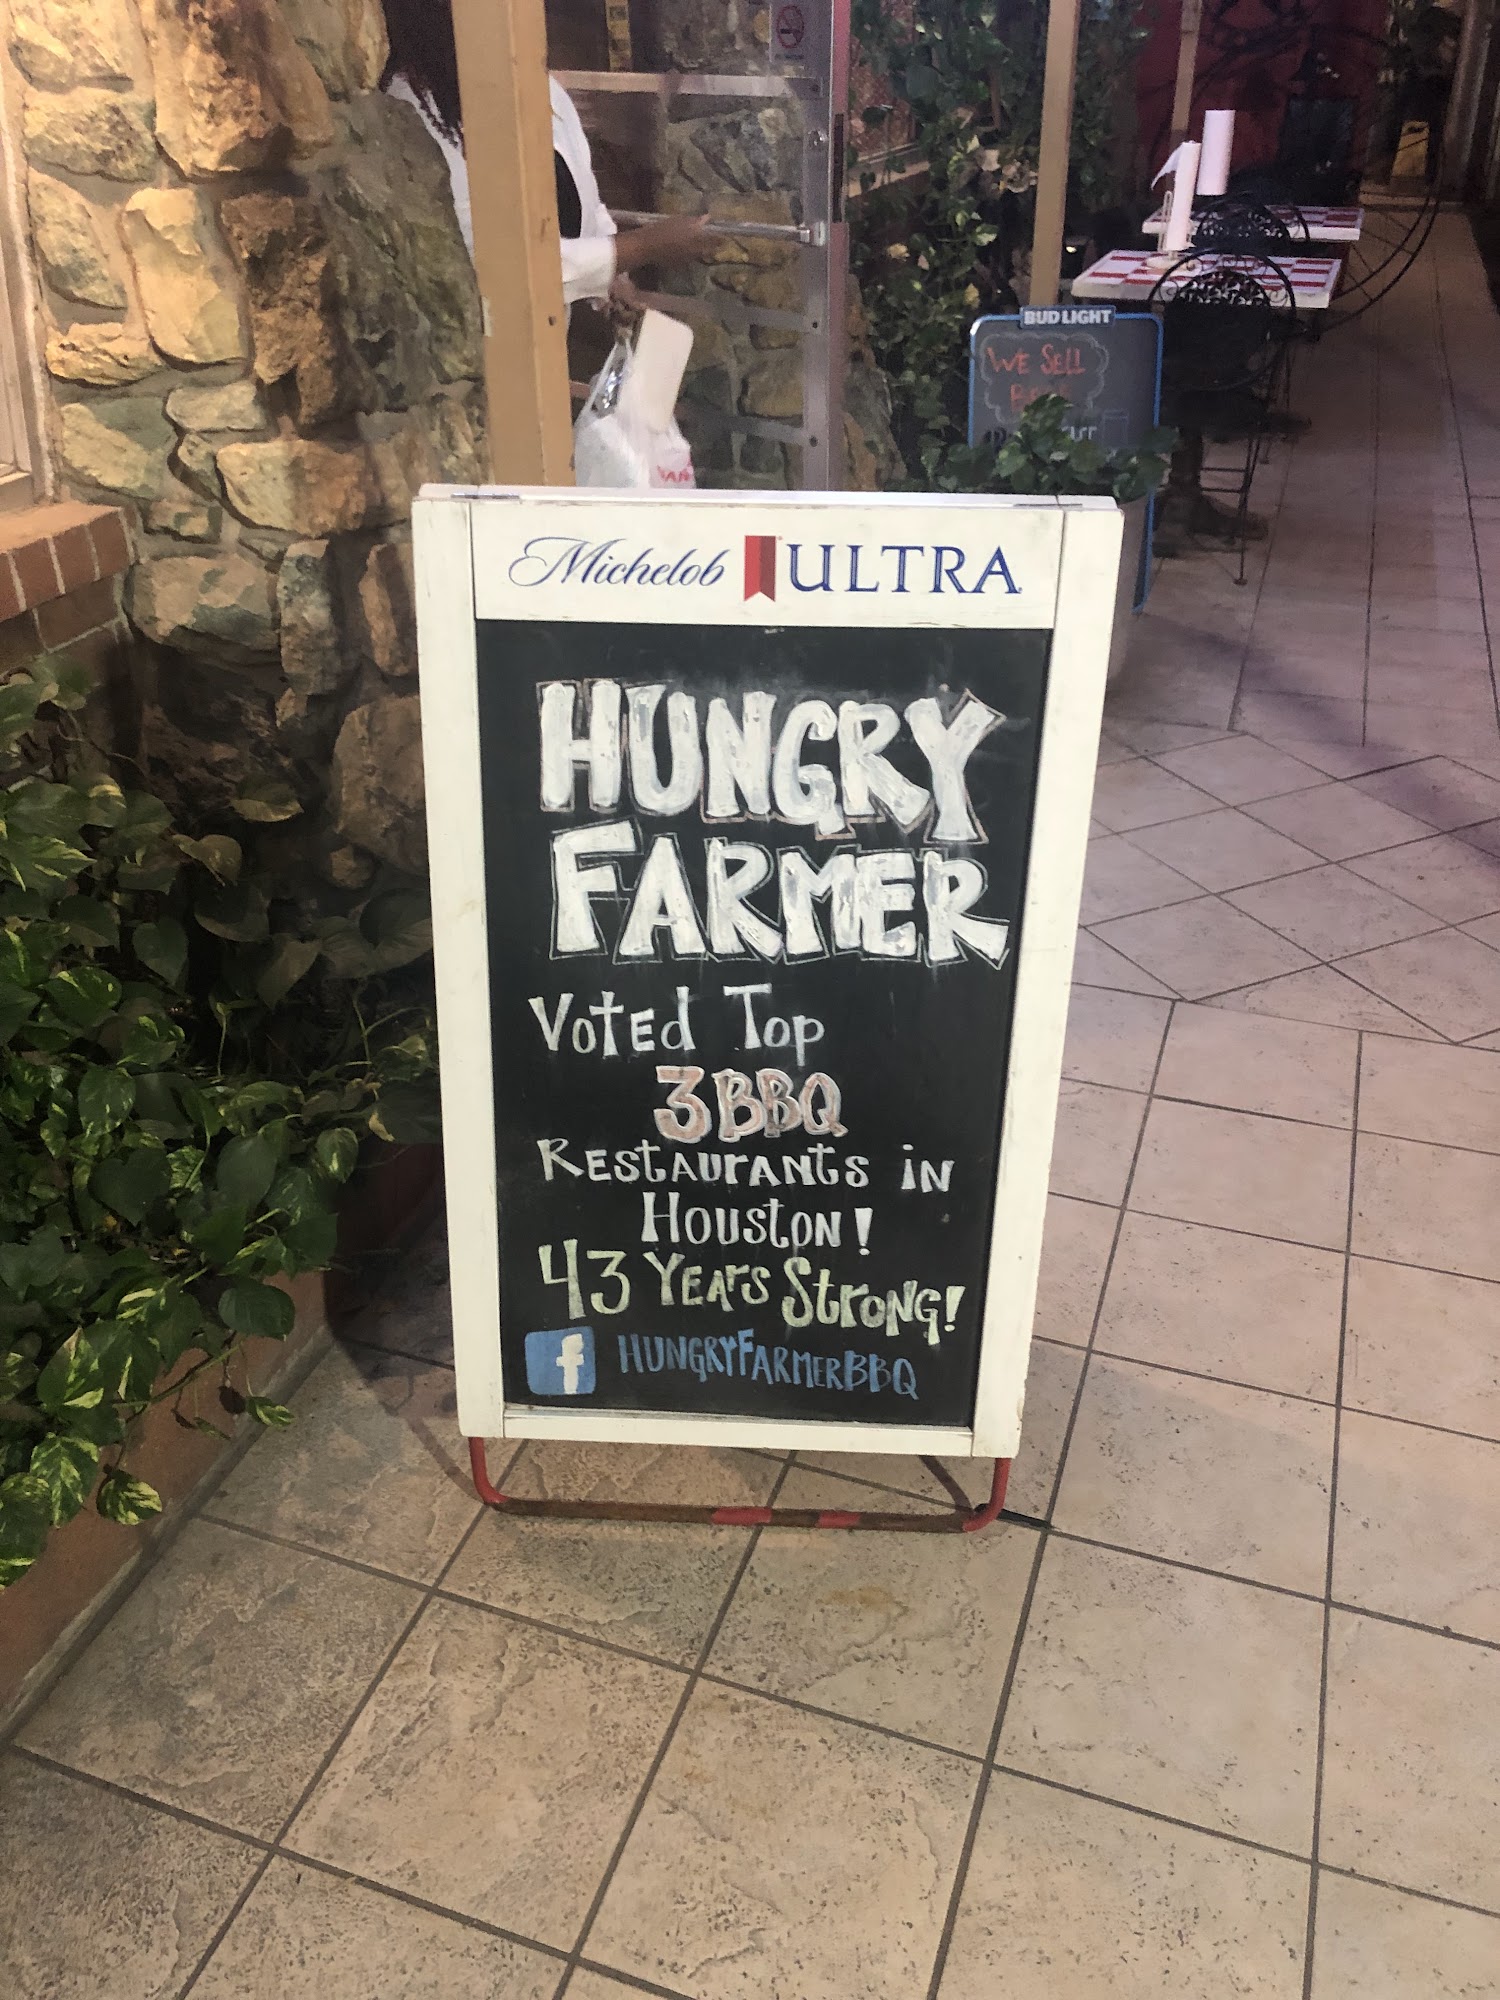 Michelob ULTRA
HUNGRY
FARMER
VOTED TOP
3 BBQ
RESTAURANTS IN
HOUSTON!
43 YEARS STRONG!
f HUNGRYFARMERBBQ
BUD LIGHT
WE SELL